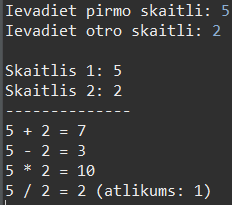 Ievadiet pirmo skaitli: 5
Ievadiet otro skaitli: 2

Skaitlis 1: 5
Skaitlis 2: 2
--------------
5 + 2 = 7
5 - 2 = 3
5 * 2 = 10
5 / 2 = 2 (atlikums: 1)